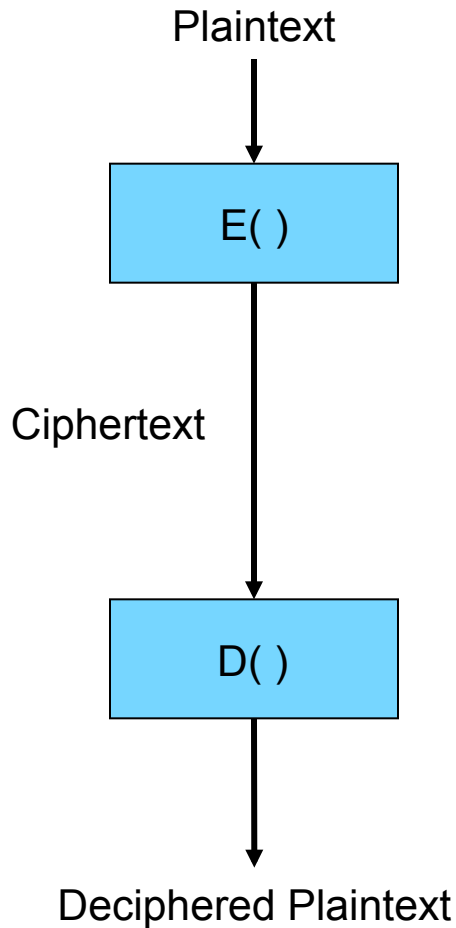 Plaintext
E( )
Ciphertext
D( )
Deciphered Plaintext